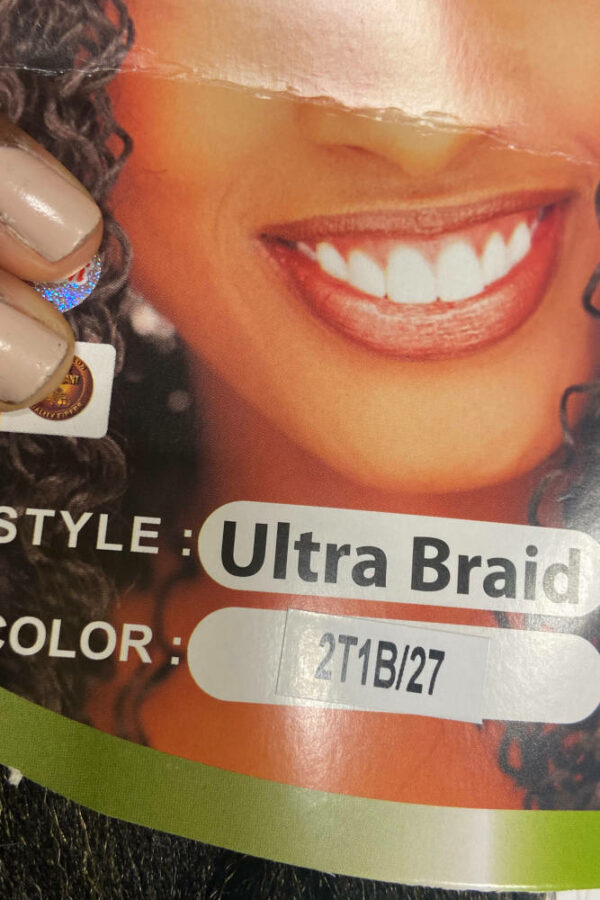 STYLE : Ultra Braid
COLOR : 2T1B/27